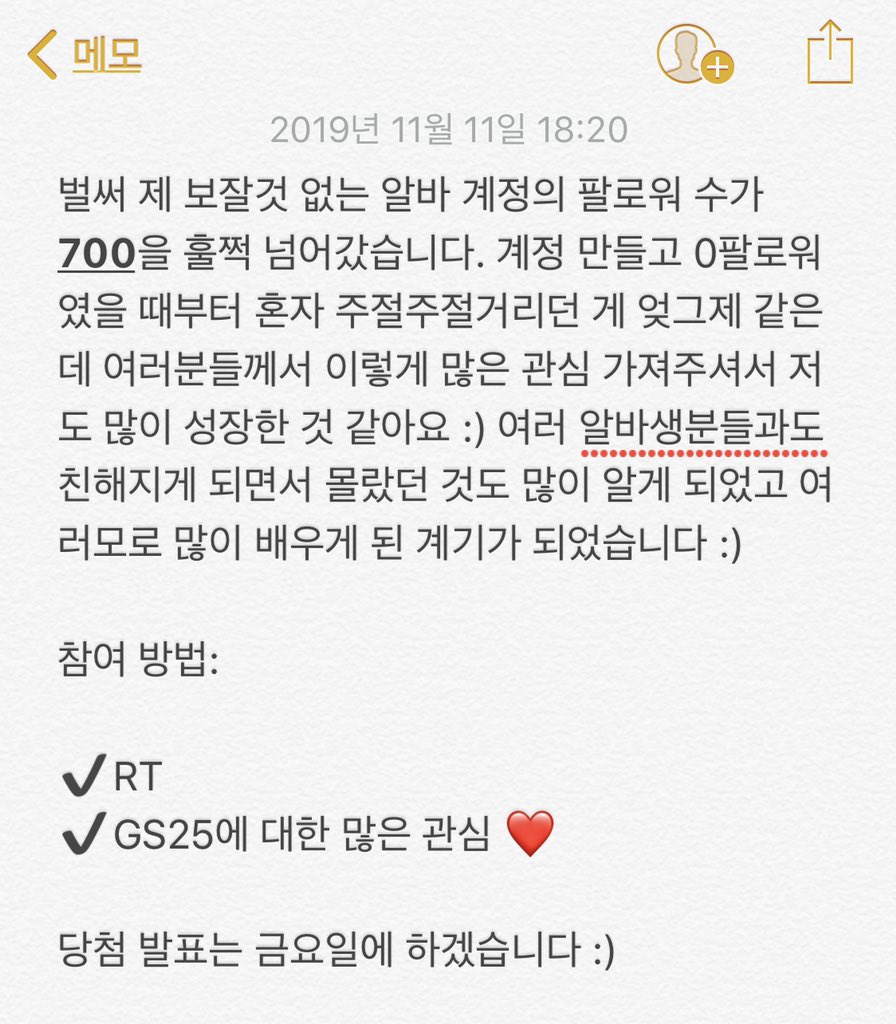 메모
2019년 11월 11일 18:20
벌써 제 보잘것 없는 알바 계정의 팔로워 수가
700을 훌쩍 넘어갔습니다. 계정 만들고 0팔로워
였을 때부터 혼자 주절주절거리던 게 엊그제 같은
데 여러분들께서 이렇게 많은 관심 가져주셔서 저
도 많이 성장한 것 같아요 :) 여러 알바생분들과도
친해지게 되면서 몰랐던 것도 많이 알게 되었고 여
러모로 많이 배우게 된 계기가 되었습니다 :)
참여 방법:
✔️RT
✔️GS25에 대한 많은 관심 ❤️
당첨 발표는 금요일에 하겠습니다 :)